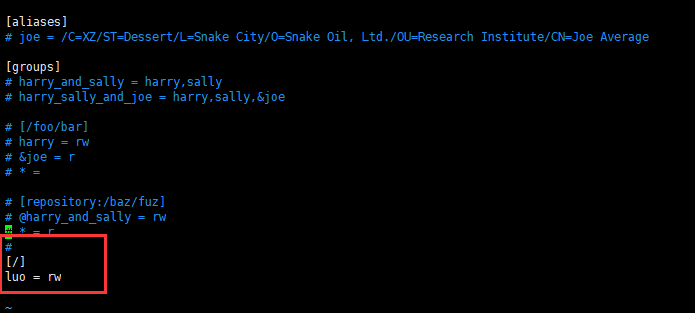 [aliases]
# joe = /C=XZ/ST=Dessert/L=Snake City/O=Snake Oil, Ltd./OU=Research Institute/CN=Joe Average
[groups]
# harry_and_sally = harry,sally
# harry_sally_and_joe = harry,sally,&joe
# [/foo/bar]
# harry = rw
# &joe = r
# * =
# [repository:/baz/fuz]
# @harry_and_sally = rw
# * = r
#
[/]
luo = rw
~